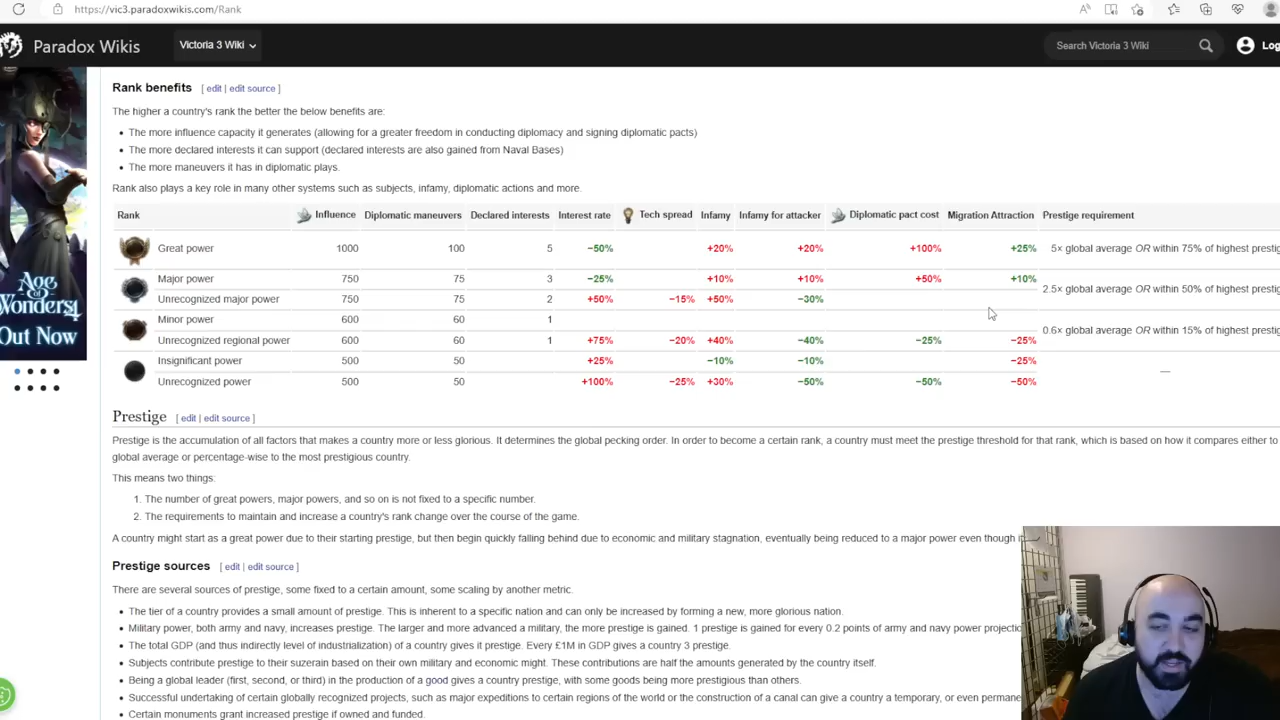 https://vic3.paradoxwikis.com/Rank
Paradox Wikis
Victoria 3 Wiki
Search Victoria 3 Wiki
Log
AGE of
WONDERS 4
Out Now
Rank benefits [ edit | edit source ]
The higher a country's rank the better the below benefits are:
• The more influence capacity it generates (allowing for a greater freedom in conducting diplomacy and signing diplomatic pacts)
• The more declared interests it can support (declared interests are also gained from Naval Bases)
• The more maneuvers it has in diplomatic plays.
Rank also plays a key role in many other systems such as subjects, infamy, diplomatic actions and more.
Rank Influence Diplomatic maneuvers Declared interests Interest rate Tech spread Infamy Infamy for attacker Diplomatic pact cost Migration Attraction Prestige requirement
Great power 1000 100 5 −50% +20% +20% +100% +25% 5× global average OR within 75% of highest prestig
Major power 750 75 3 −25% +10% +10% +50% +10%
2.5× global average OR within 50% of highest prestig
Unrecognized major power 750 75 2 +50% −15% +50% −30%
Minor power 600 60 1
0.6× global average OR within 15% of highest prestig
Unrecognized regional power 600 60 1 +75% −20% +40% −40% −25% −25%
Insignificant power 500 50 +25% −10% −10% −25%
—
Unrecognized power 500 50 +100% −25% +30% −50% −50% −50%
Prestige [ edit | edit source ]
Prestige is the accumulation of all factors that makes a country more or less glorious. It determines the global pecking order. In order to become a certain rank, a country must meet the prestige threshold for that rank, which is based on how it compares either to
global average or percentage-wise to the most prestigious country.
This means two things:
1. The number of great powers, major powers, and so on is not fixed to a specific number.
2. The requirements to maintain and increase a country's rank change over the course of the game.
A country might start as a great power due to their starting prestige, but then begin quickly falling behind due to economic and military stagnation, eventually being reduced to a major power even though
Prestige sources [ edit | edit source ]
There are several sources of prestige, some fixed to a certain amount, some scaling by another metric.
• The tier of a country provides a small amount of prestige. This is inherent to a specific nation and can only be increased by forming a new, more glorious nation.
• Military power, both army and navy, increases prestige. The larger and more advanced a military, the more prestige is gained. 1 prestige is gained for every 0.2 points of army and navy power projectio
• The total GDP (and thus indirectly level of industrialization) of a country gives it prestige. Every £1M in GDP gives a country 3 prestige.
• Subjects contribute prestige to their suzerain based on their own military and economic might. These contributions are half the amounts generated by the country itself.
• Being a global leader (first, second, or third) in the production of a good gives a country prestige, with some goods being more prestigious than others.
• Successful undertaking of certain globally recognized projects, such as major expeditions to certain regions of the world or the construction of a canal can give a country a temporary, or even permane
• Certain monuments grant increased prestige if owned and funded.